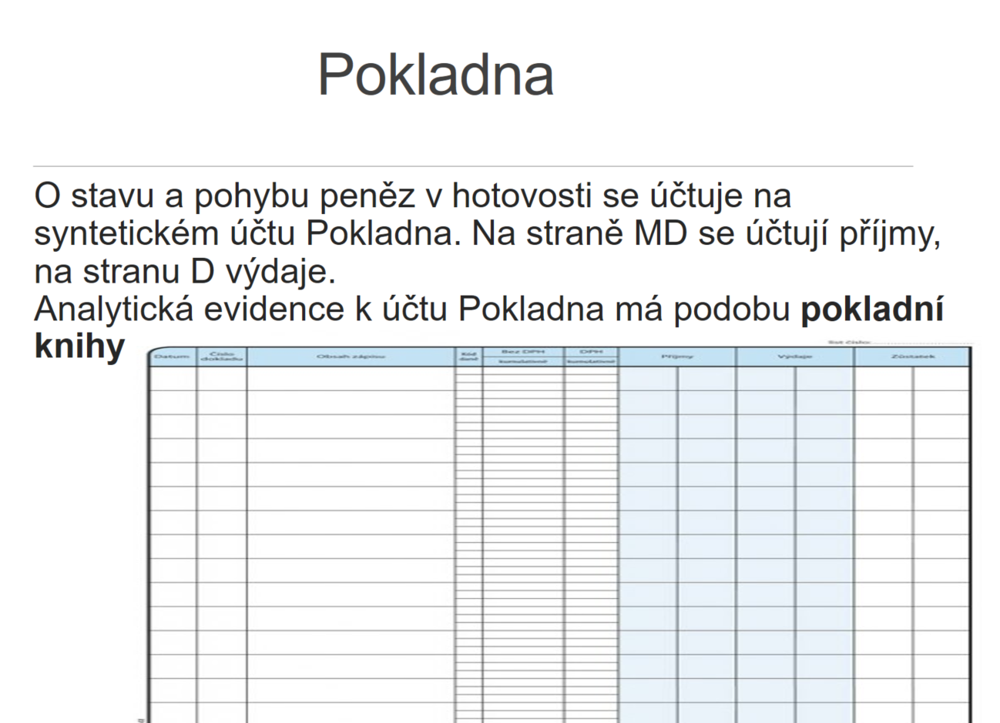 Pokladna
O stavu a pohybu peněz v hotovosti se účtuje na
syntetickém účtu Pokladna. Na straně MD se účtují příjmy,
na stranu D výdaje.
Analytická evidence k účtu Pokladna má podobu pokladní
knihy
list číslo:
Datum Číslo dokladu Obsah zápisu Kód daně Bez DPH DPH Příjmy Výdaje Zůstatek
kumulativně kumulativně